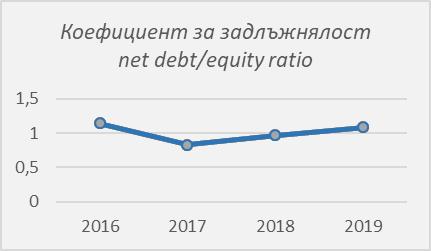 Коефициент за задлъжнялост
net debt/equity ratio
1,5
1
0,5
0
2016 2017 2018 2019